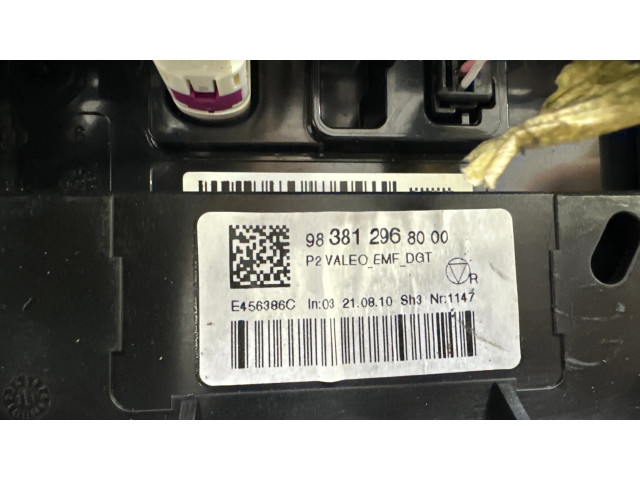 98 381 296 80 00
P2 VALEO_EMF_DGT
R
E456386C In:03 21.08.10 Sh3 Nr:1147